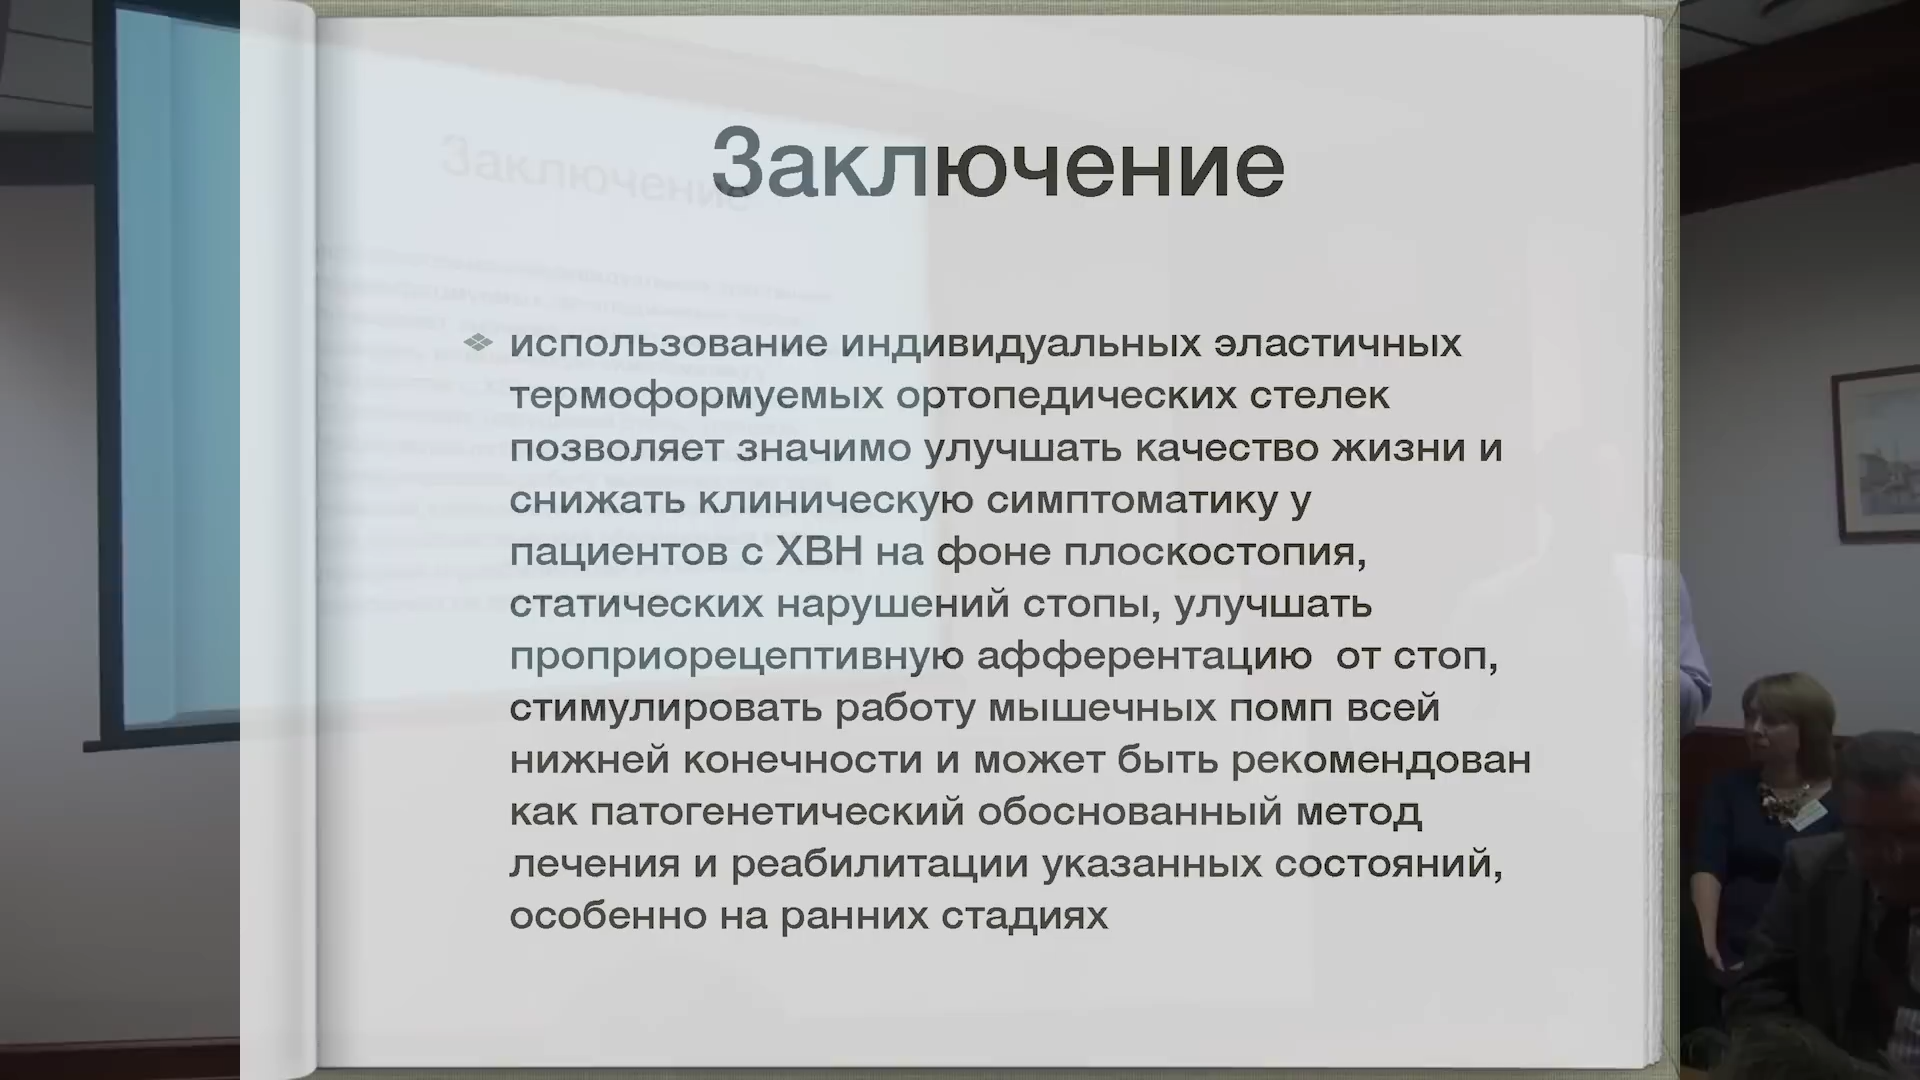 Заключение
использование индивидуальных эластичных
термоформуемых ортопедических стелек
позволяет значимо улучшать качество жизни и
снижать клиническую симптоматику у
пациентов с ХВН на фоне плоскостопия,
статических нарушений стопы, улучшать
проприорецептивную афферентацию от стоп,
стимулировать работу мышечных помп всей
нижней конечности и может быть рекомендован
как патогенетический обоснованный метод
лечения и реабилитации указанных состояний,
особенно на ранних стадиях
Заключение